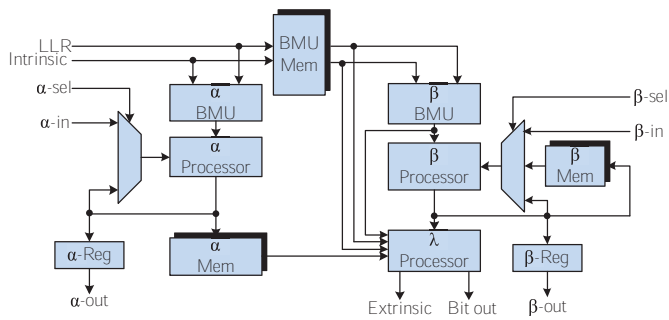 LLR
Intrinsic
α-sel
α-in
α
BMU
α
Processor
α-Reg
α-out
α
Mem
BMU
Mem
β
BMU
β
Processor
λ
Processor
Extrinsic
Bit out
β-sel
β-in
β
Mem
β-Reg
β-out